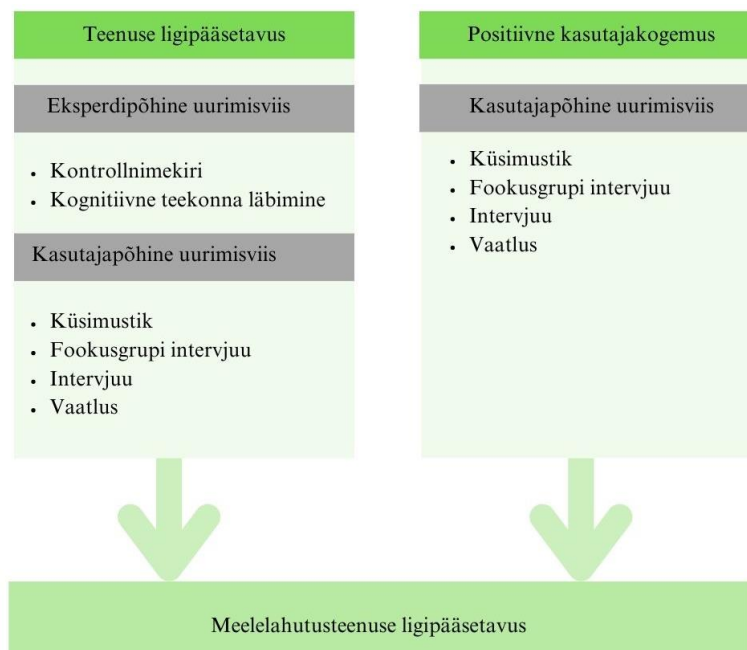 Teenuse ligipääsetavus
Eksperdipõhine uurimisviis
Kontrollnimekiri
Kognitiivne teekonna läbimine
Kasutajapõhine uurimisviis
Küsimustik
Fookusgrupi intervjuu
Intervjuu
Vaatlus
Positiivne kasutajakogemus
Kasutajapõhine uurimisviis
Küsimustik
Fookusgrupi intervjuu
Intervjuu
Vaatlus
Meelelahutusteenuse ligipääsetavus